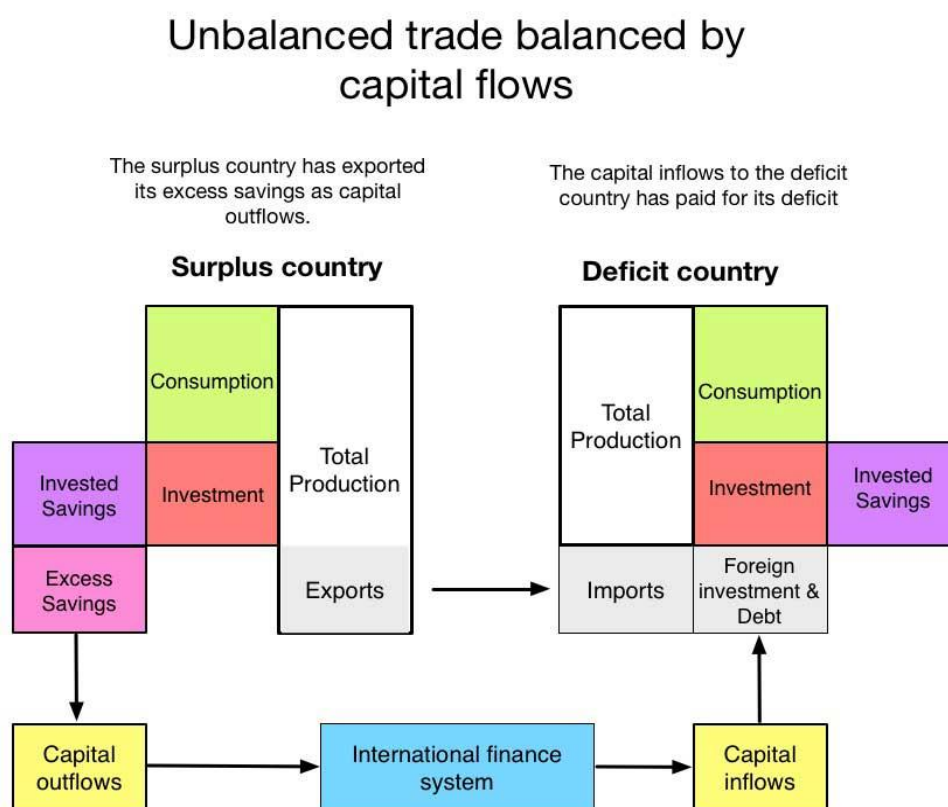 Unbalanced trade balanced by
capital flows
The surplus country has exported
its excess savings as capital
outflows.
The capital inflows to the deficit
country has paid for its deficit
Surplus country
Deficit country
Consumption
Total
Production
Invested
Savings
Investment
Excess
Savings
Exports
Total
Production
Consumption
Investment
Invested
Savings
Imports
Foreign
investment &
Debt
Capital
outflows
International finance
system
Capital
inflows